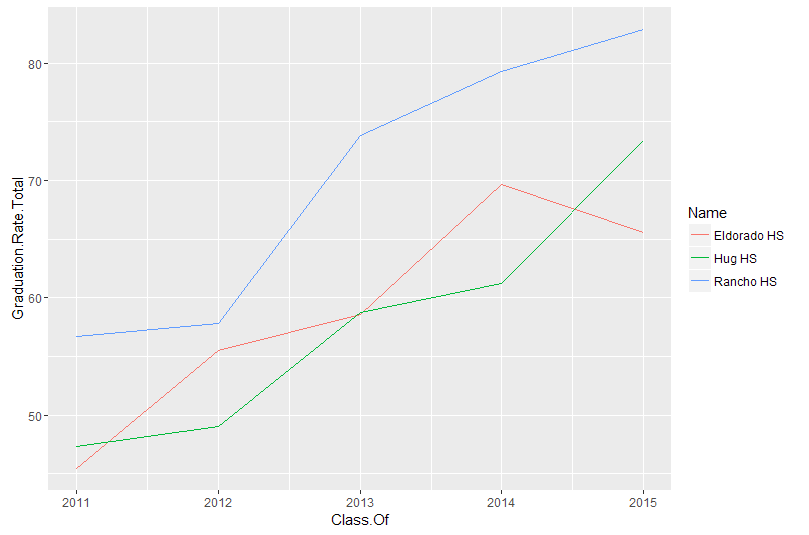 80
70
60
50
Graduation.Rate.Total
2011 2012 2013 2014 2015
Class.Of
Name
Eldorado HS
Hug HS
Rancho HS